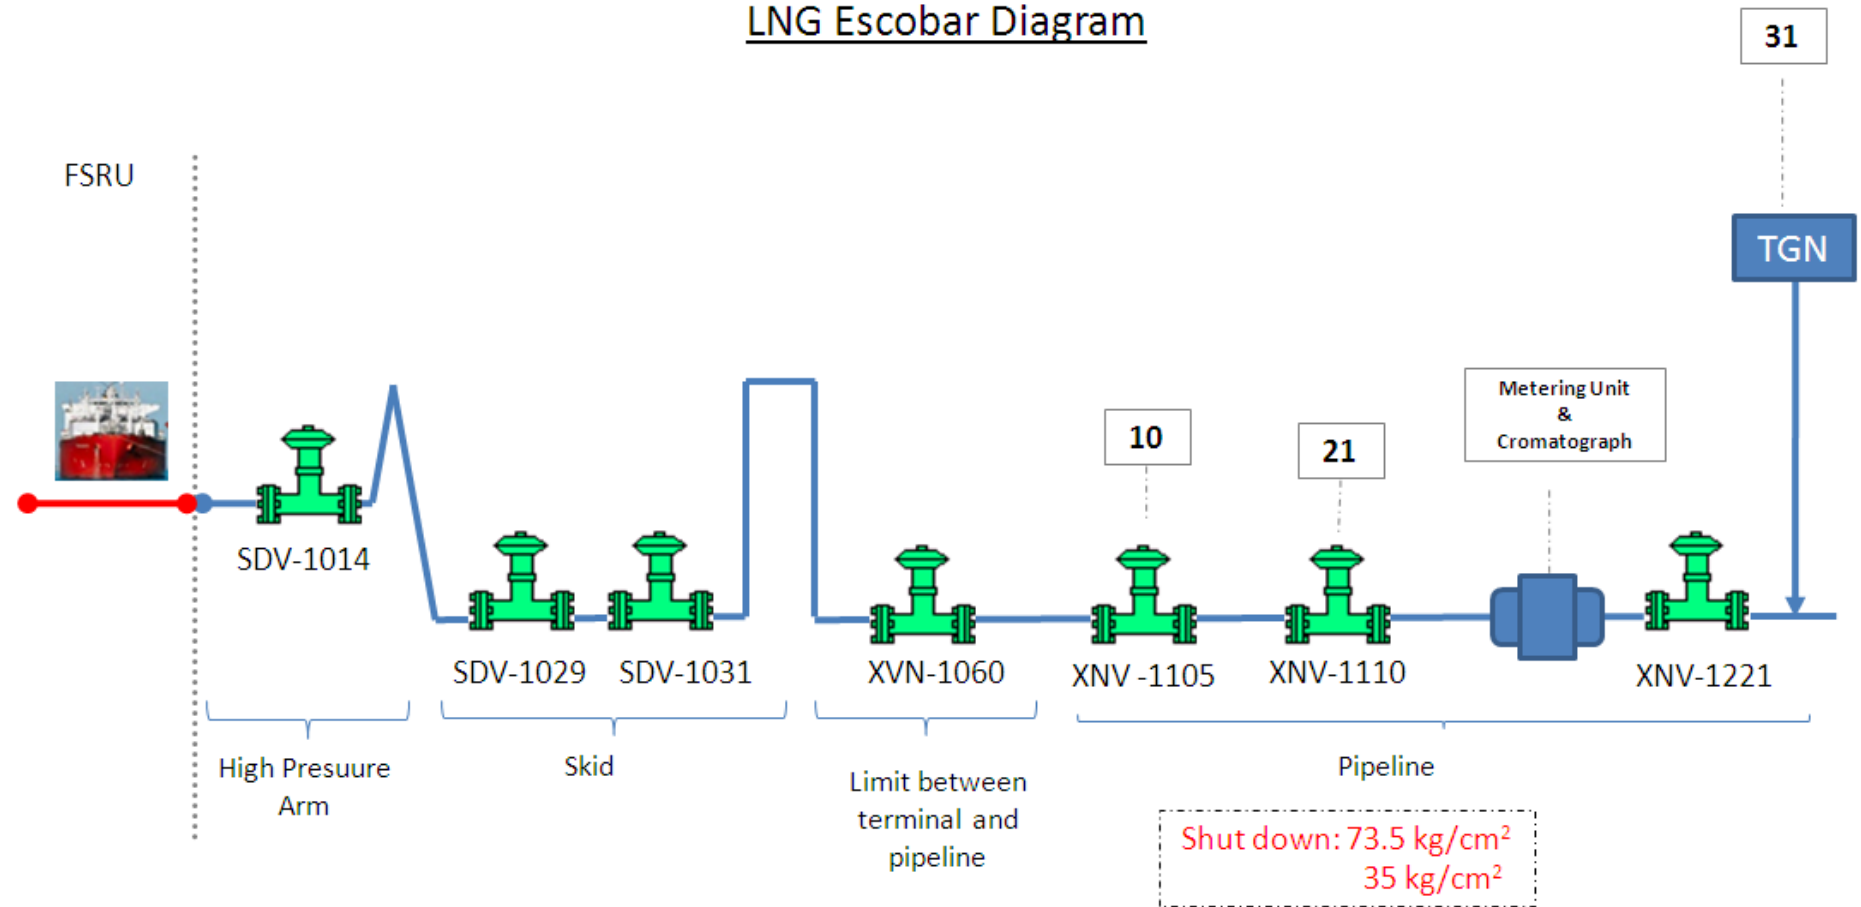 LNG Escobar Diagram
31
FSRU
TGN
Metering Unit
&
Cromatograph
10
21
SDV-1014
SDV-1029
SDV-1031
XVN-1060
XNV -1105
XNV-1110
XNV-1221
High Presuure
Arm
Skid
Limit between
terminal and
pipeline
Pipeline
Shut down: 73.5 kg/cm²
35 kg/cm²